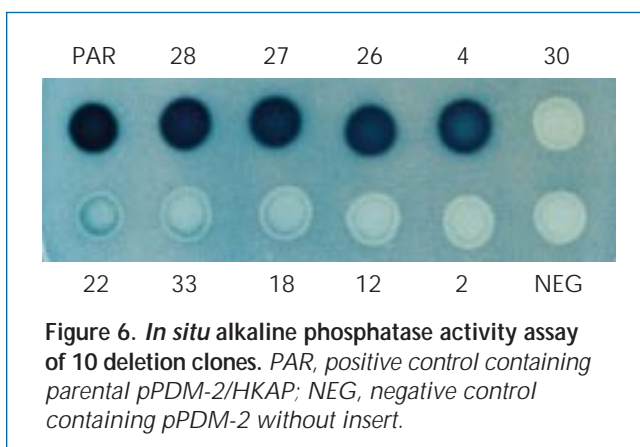 PAR 28 27 26 4 30
22 33 18 12 2 NEG
Figure 6. In situ alkaline phosphatase activity assay
of 10 deletion clones. PAR, positive control containing
parental pPDM-2/HKAP; NEG, negative control
containing pPDM-2 without insert.